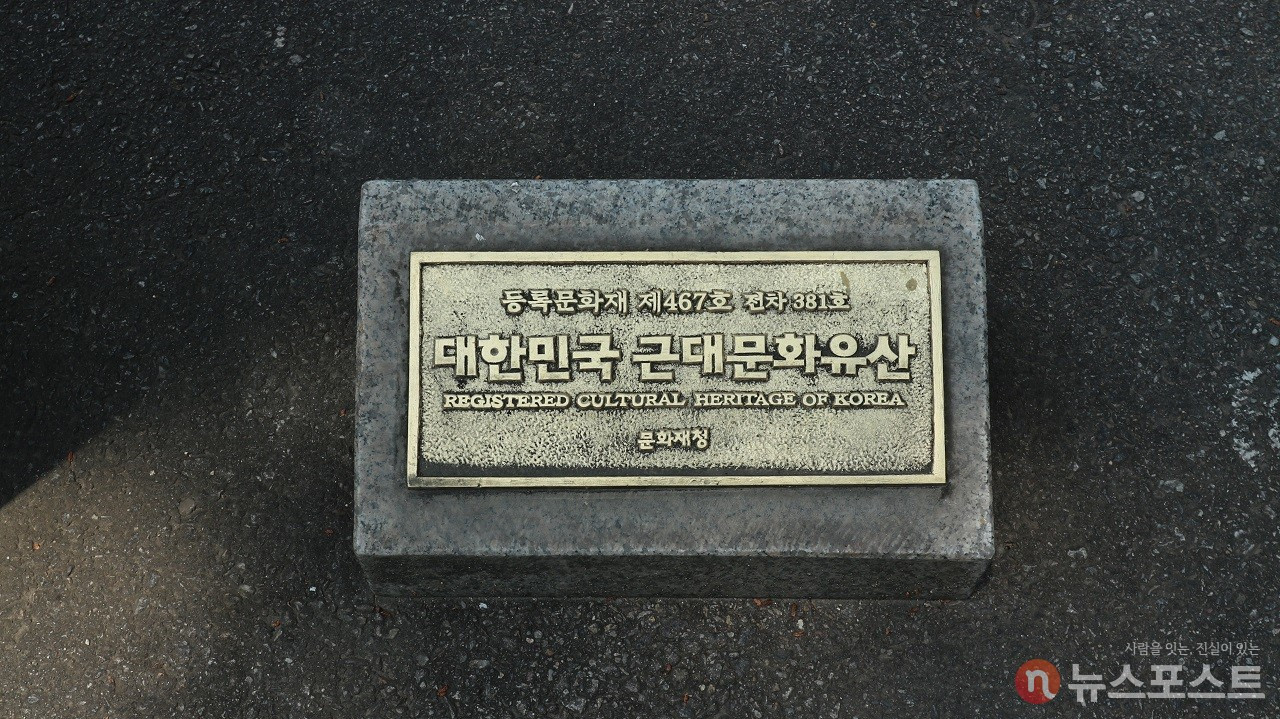 등록문화재 제467호 전차 381호
대한민국 근대문화유산
REGISTERED CULTURAL HERITAGE OF KOREA
문화재청
사람을 잇는. 진실이 있는
n 뉴스포스트